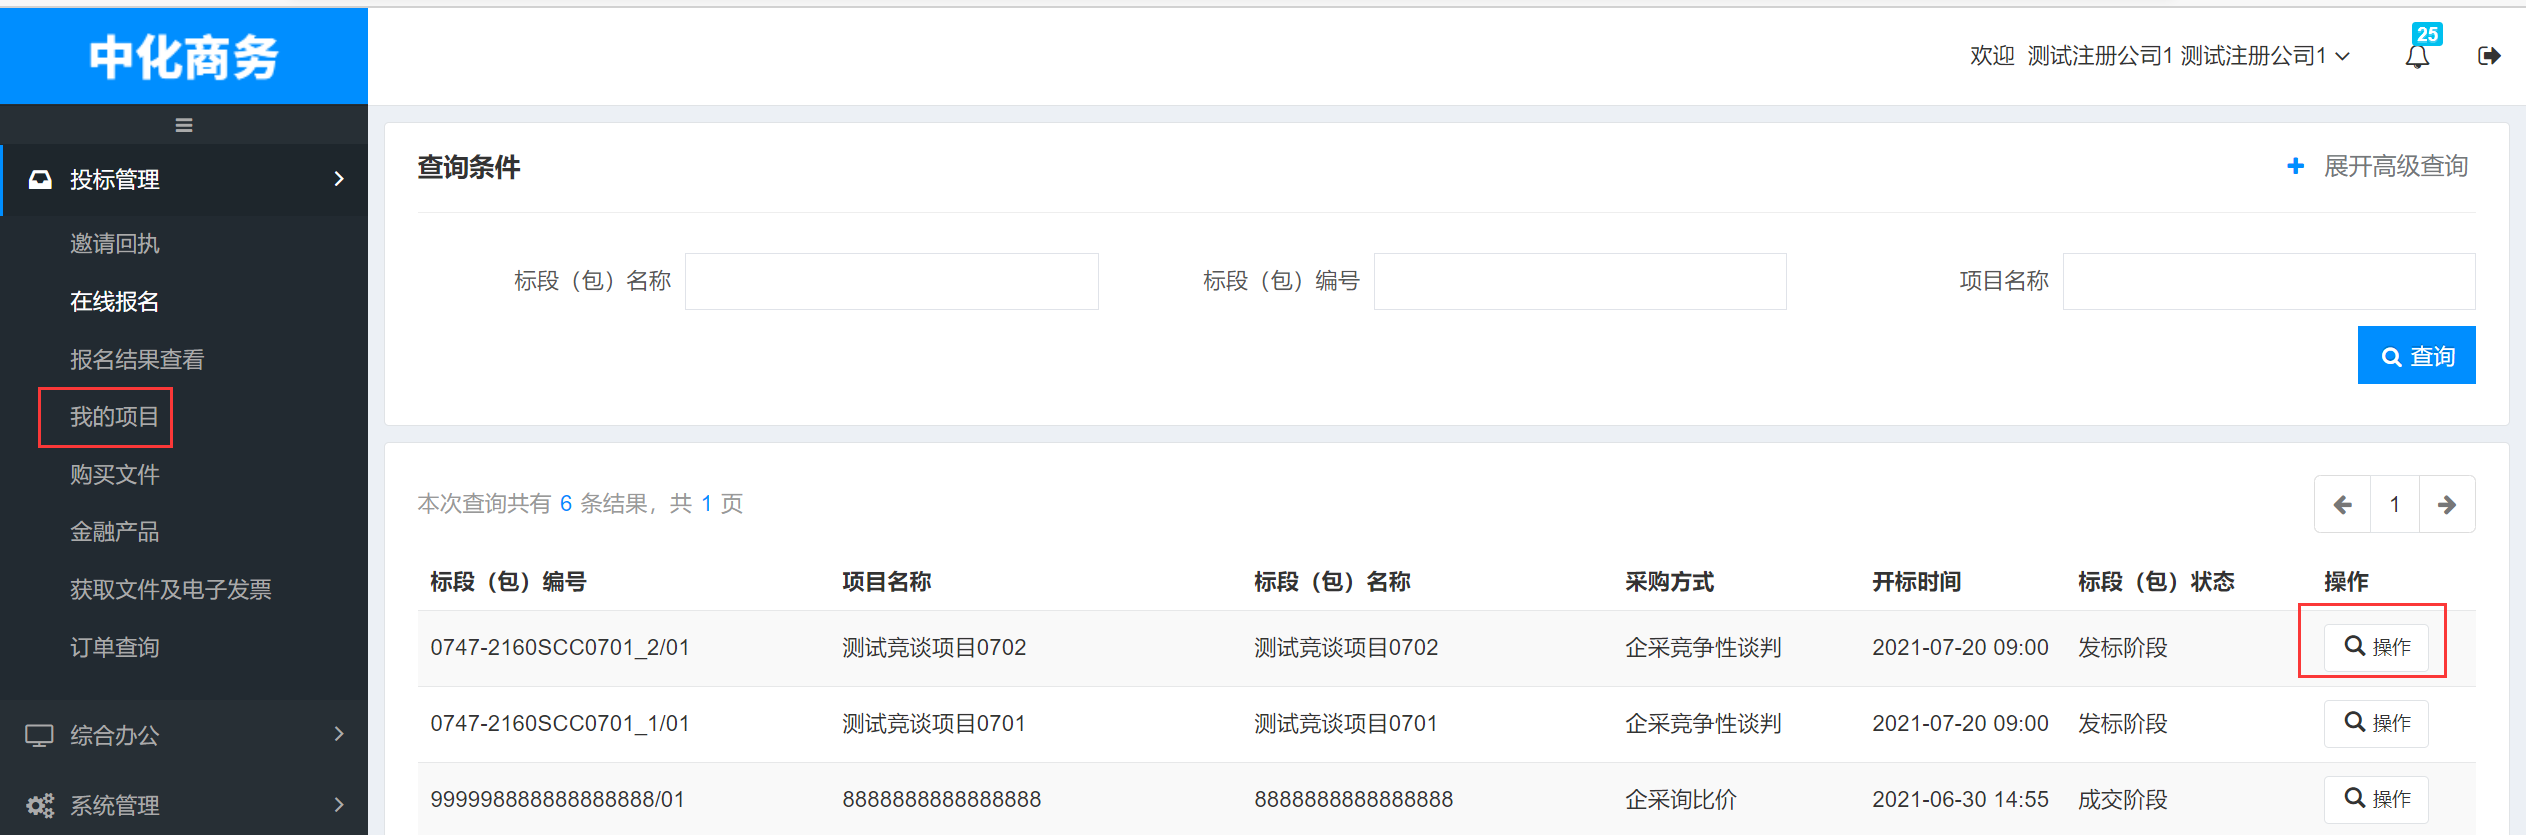 中化商务
欢迎 测试注册公司1 测试注册公司1
25
投标管理
邀请回执
在线报名
报名结果查看
我的项目
购买文件
金融产品
获取文件及电子发票
订单查询
综合办公
系统管理
查询条件
展开高级查询
标段（包）名称 标段（包）编号 项目名称
查询
本次查询共有 6 条结果，共 1 页
1
标段（包）编号 项目名称 标段（包）名称 采购方式 开标时间 标段（包）状态 操作
0747-2160SCC0701_2/01 测试竞谈项目0702 测试竞谈项目0702 企采竞争性谈判 2021-07-20 09:00 发标阶段 操作
0747-2160SCC0701_1/01 测试竞谈项目0701 测试竞谈项目0701 企采竞争性谈判 2021-07-20 09:00 发标阶段 操作
999998888888888888/01 8888888888888888 8888888888888888 企采询比价 2021-06-30 14:55 成交阶段 操作